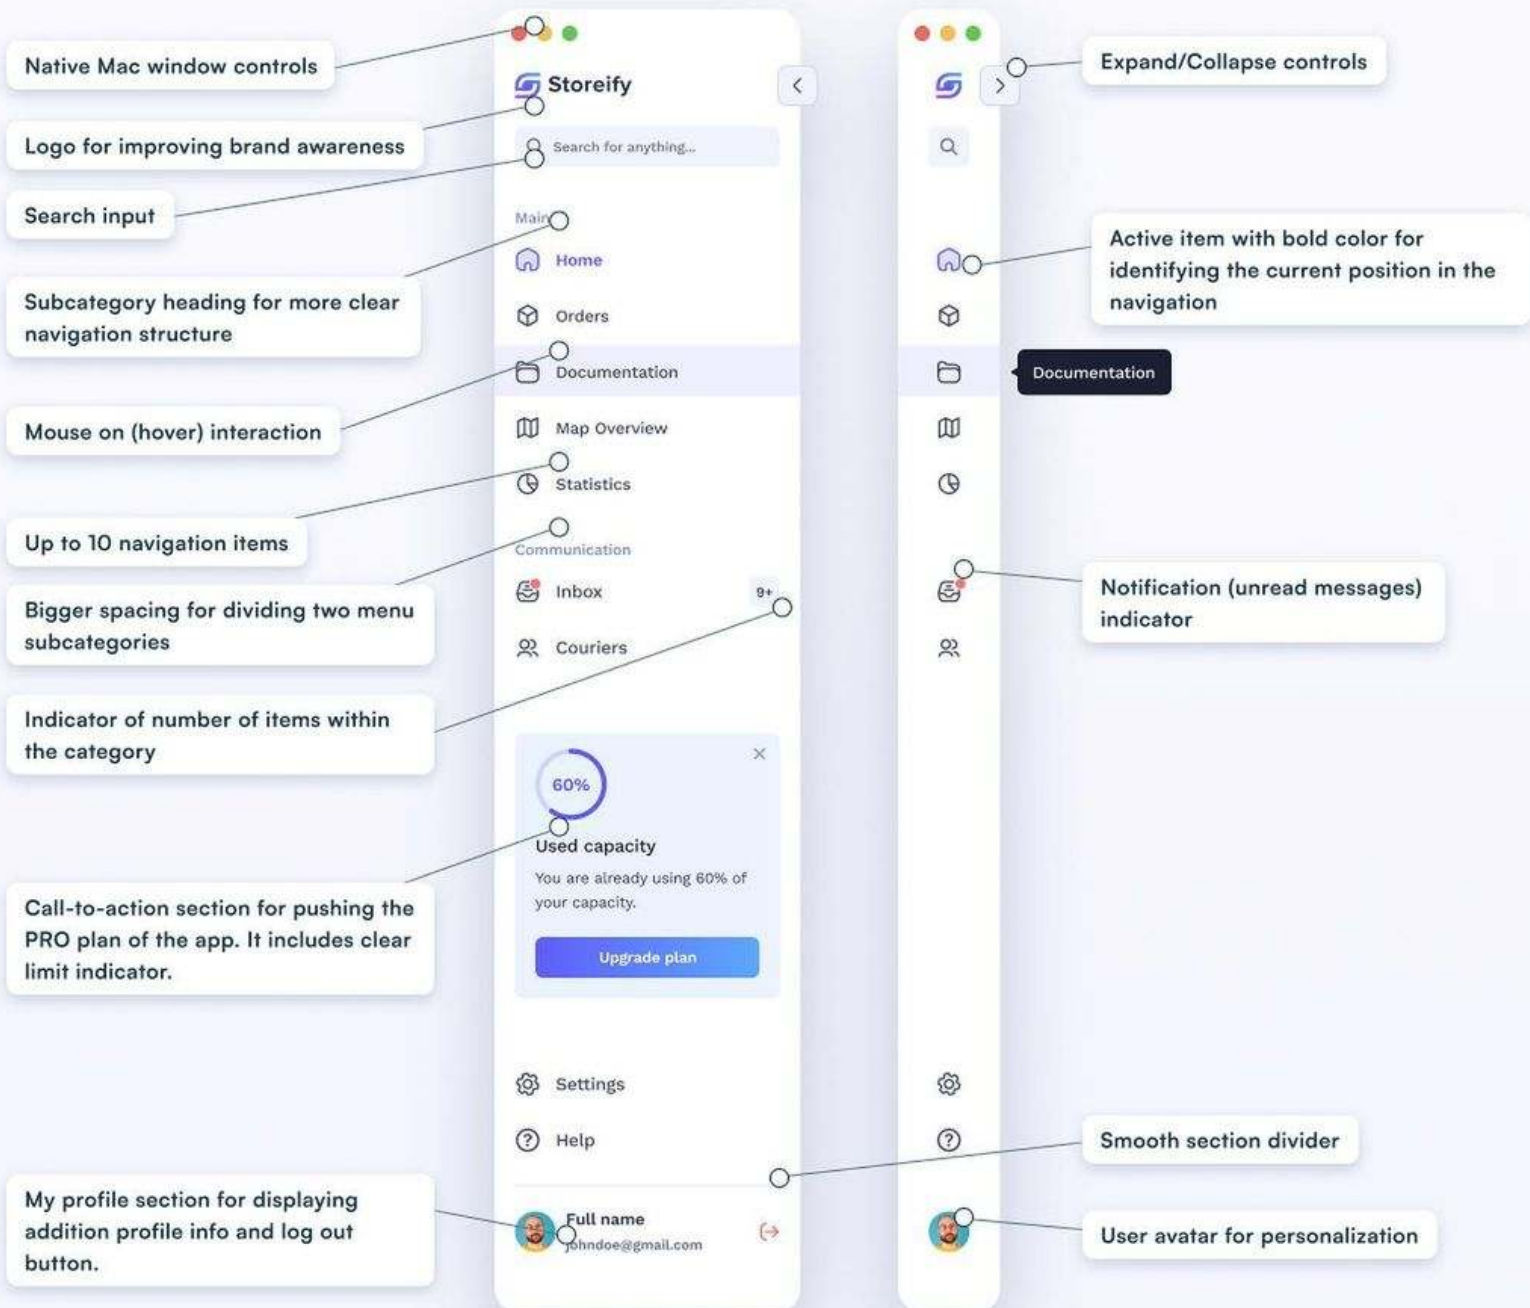 Native Mac window controls
Logo for improving brand awareness
Search input
Subcategory heading for more clear
navigation structure
Mouse on (hover) interaction
Up to 10 navigation items
Bigger spacing for dividing two menu
subcategories
Indicator of number of items within
the category
Call-to-action section for pushing the
PRO plan of the app. It includes clear
limit indicator.
My profile section for displaying
addition profile info and log out
button.
Storeify
Search for anything...
Main
Home
Orders
Documentation
Map Overview
Statistics
Communication
Inbox
9+
Couriers
60%
Used capacity
You are already using 60% of
your capacity.
Upgrade plan
Settings
Help
Full name
johndoe@gmail.com
Expand/Collapse controls
Active item with bold color for
identifying the current position in the
navigation
Documentation
Notification (unread messages)
indicator
Smooth section divider
User avatar for personalization